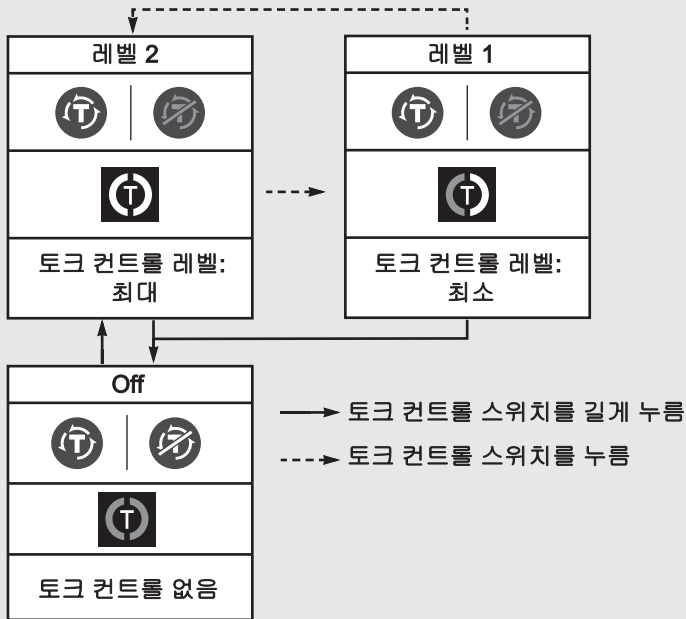 레벨 2
토크 컨트롤 레벨:
최대
레벨 1
토크 컨트롤 레벨:
최소
Off
토크 컨트롤 없음
토크 컨트롤 스위치를 길게 누름
토크 컨트롤 스위치를 누름